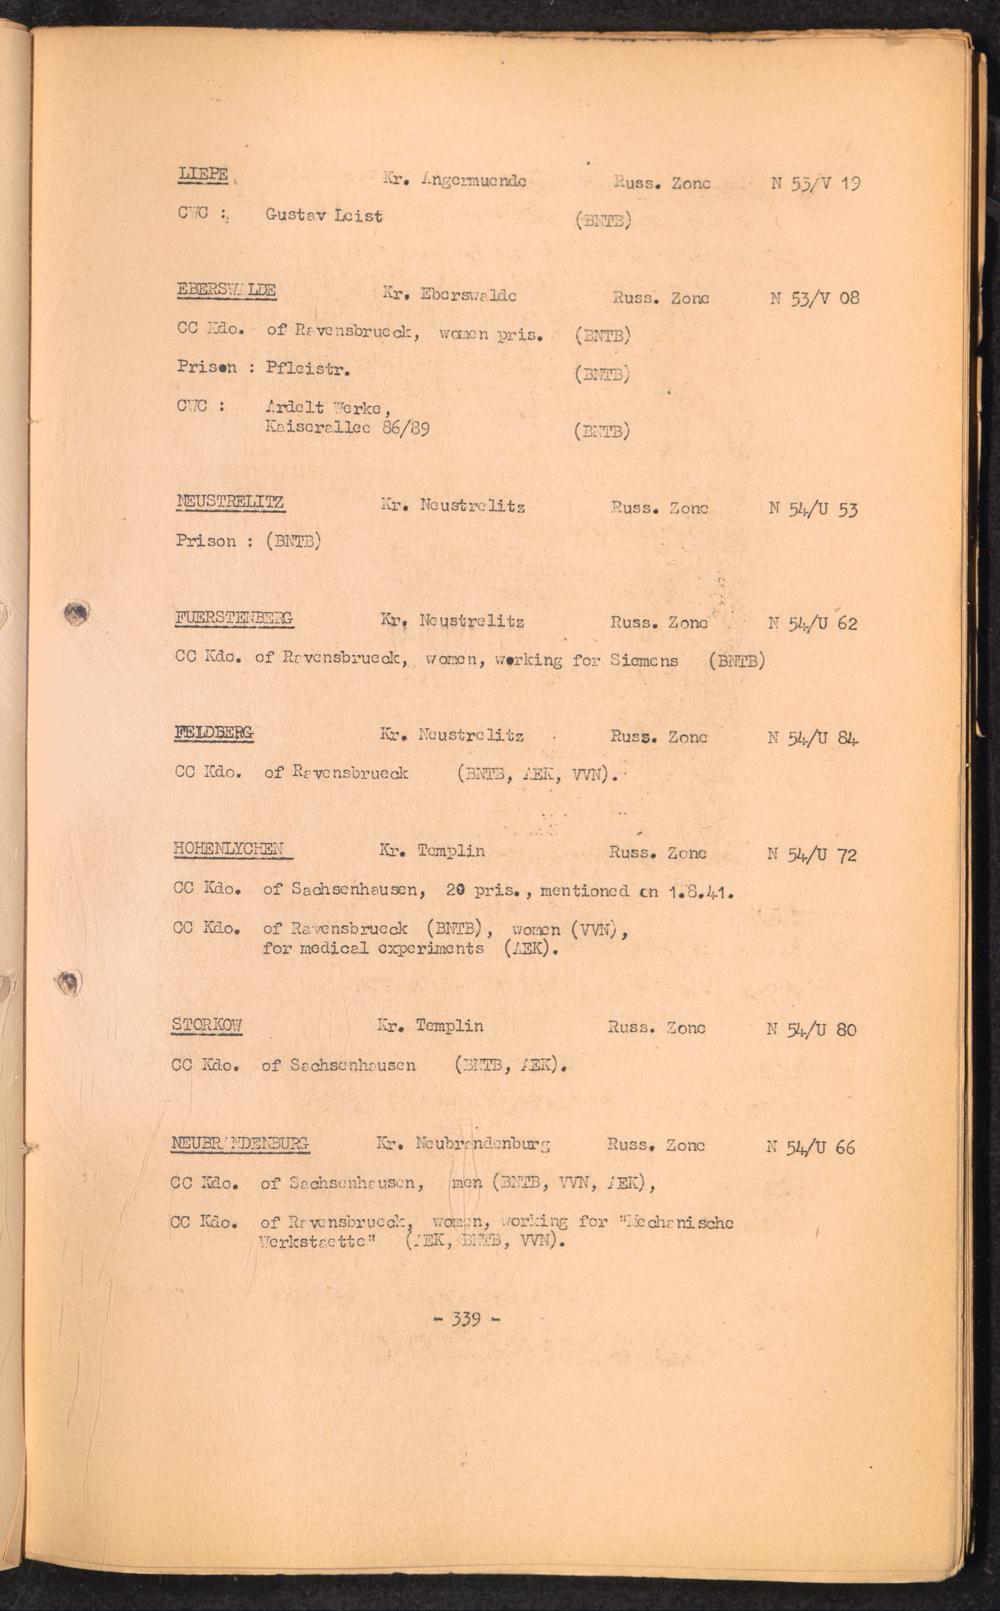 LIEPE Kr. Angermuende Russ. Zone N 53/V 19
CWC : Gustav Leist (BNTB)
EBERSWALDE Kr. Eberswalde Russ. Zone N 53/V 08
CC Kdo. of Ravensbrueck, women pris. (BNTB)
Prison : Pfleistr. (BNTB)
CWC : Ardelt Werke,
Kaiserallee 86/89 (BNTB)
NEUSTRELITZ Kr. Neustrelitz Russ. Zone N 54/U 53
Prison : (BNTB)
FUERSTENBERG Kr. Neustrelitz Russ. Zone N 54/U 62
CC Kdo. of Ravensbrueck, women, working for Siemens (BNTB)
FELDBERG Kr. Neustrelitz Russ. Zone N 54/U 84
CC Kdo. of Ravensbrueck (BNTB, AEK, VVN).
HOHENLYCHEN Kr. Templin Russ. Zone N 54/U 72
CC Kdo. of Sachsenhausen, 20 pris., mentioned on 1.8.41.
CC Kdo. of Ravensbrueck (BNTB), women (VVN),
for medical experiments (AEK).
STORKOW Kr. Templin Russ. Zone N 54/U 80
CC Kdo. of Sachsenhausen (BNTB, AEK).
NEUBRANDENBURG Kr. Neubrandenburg Russ. Zone N 54/U 66
CC Kdo. of Sachsenhausen, men (BNTB, VVN, AEK),
CC Kdo. of Ravensbrueck, women, working for "Mechanische
Werkstaette" (AEK, BNTB, VVN).
- 339 -